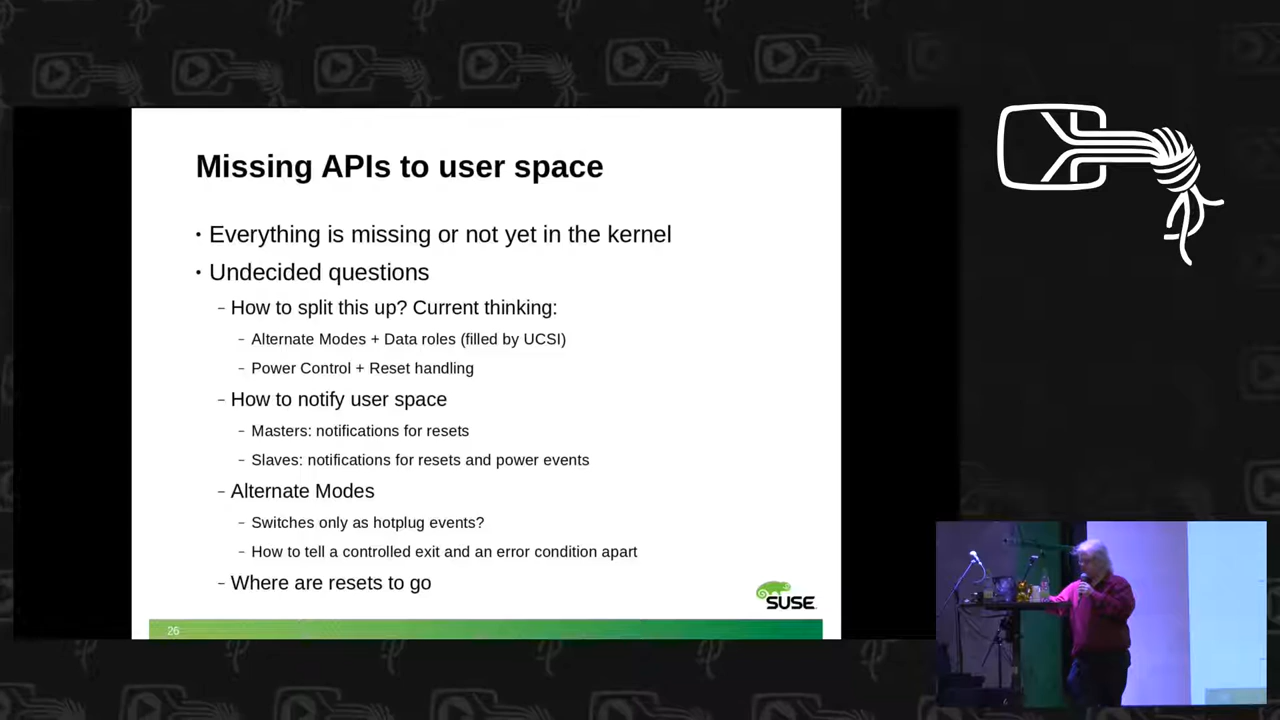 Missing APIs to user space
• Everything is missing or not yet in the kernel
• Undecided questions
– How to split this up? Current thinking:
– Alternate Modes + Data roles (filled by UCSI)
– Power Control + Reset handling
– How to notify user space
– Masters: notifications for resets
– Slaves: notifications for resets and power events
– Alternate Modes
– Switches only as hotplug events?
– How to tell a controlled exit and an error condition apart
– Where are resets to go
SUSE
26